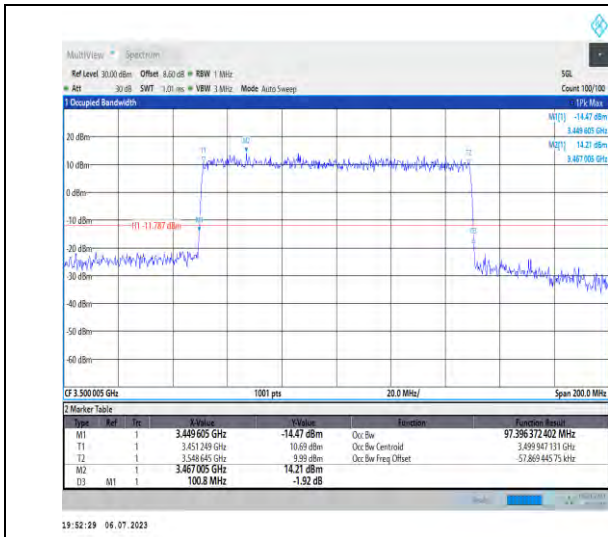 MultiView Spectrum
Ref Level 30.00 dBm Offset 8.60 dB RBW 1 MHz SGL
Att 30 dB SWT 1.01 ms VBW 3 MHz Mode Auto Sweep Count 100/100
1 Occupied Bandwidth 1Pk Max
M1[1] -14.47 dBm
3.449 605 GHz
M2[1] 14.21 dBm
3.467 005 GHz
20 dBm
T1 M2 T2
10 dBm
0 dBm
-10 dBm
H1 -11.787 dBm
-20 dBm
-30 dBm
-40 dBm
-50 dBm
-60 dBm
CF 3.500 005 GHz 1001 pts 20.0 MHz/ Span 200.0 MHz
2 Marker Table
Type Ref Trc X-Value Y-Value Function Function Result
M1 1 3.449 605 GHz -14.47 dBm Occ Bw 97.396 372 402 MHz
T1 1 3.451 249 GHz 10.69 dBm Occ Bw Centroid 3.499 947 131 GHz
T2 1 3.548 645 GHz 9.99 dBm Occ Bw Freq Offset -57.869 445 75 kHz
M2 1 3.467 005 GHz 14.21 dBm
D3 M1 1 100.8 MHz -1.92 dB
19:52:29 06.07.2023